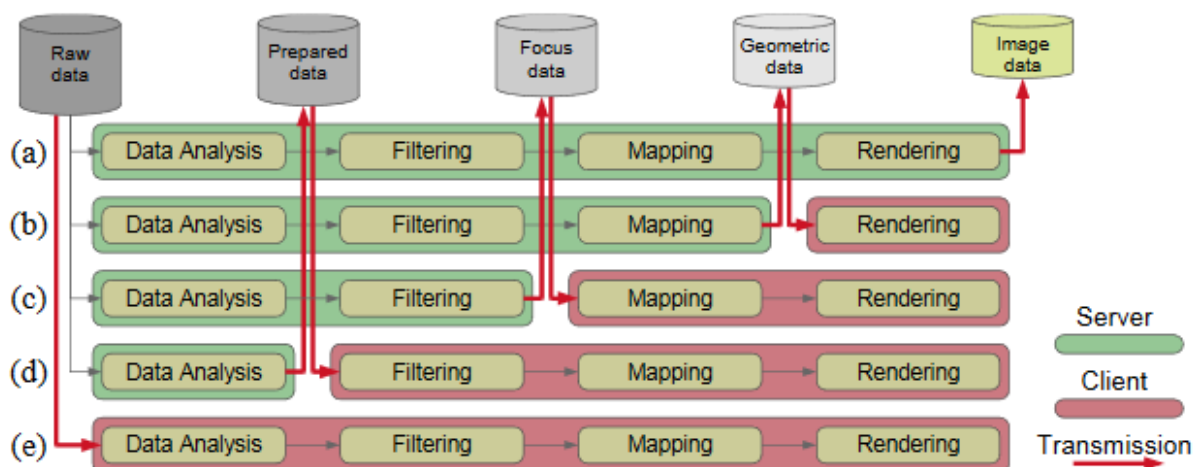 Raw
data
Prepared
data
Focus
data
Geometric
data
Image
data
(a) Data Analysis Filtering Mapping Rendering
(b) Data Analysis Filtering Mapping Rendering
(c) Data Analysis Filtering Mapping Rendering
(d) Data Analysis Filtering Mapping Rendering
(e) Data Analysis Filtering Mapping Rendering
Server
Client
Transmission